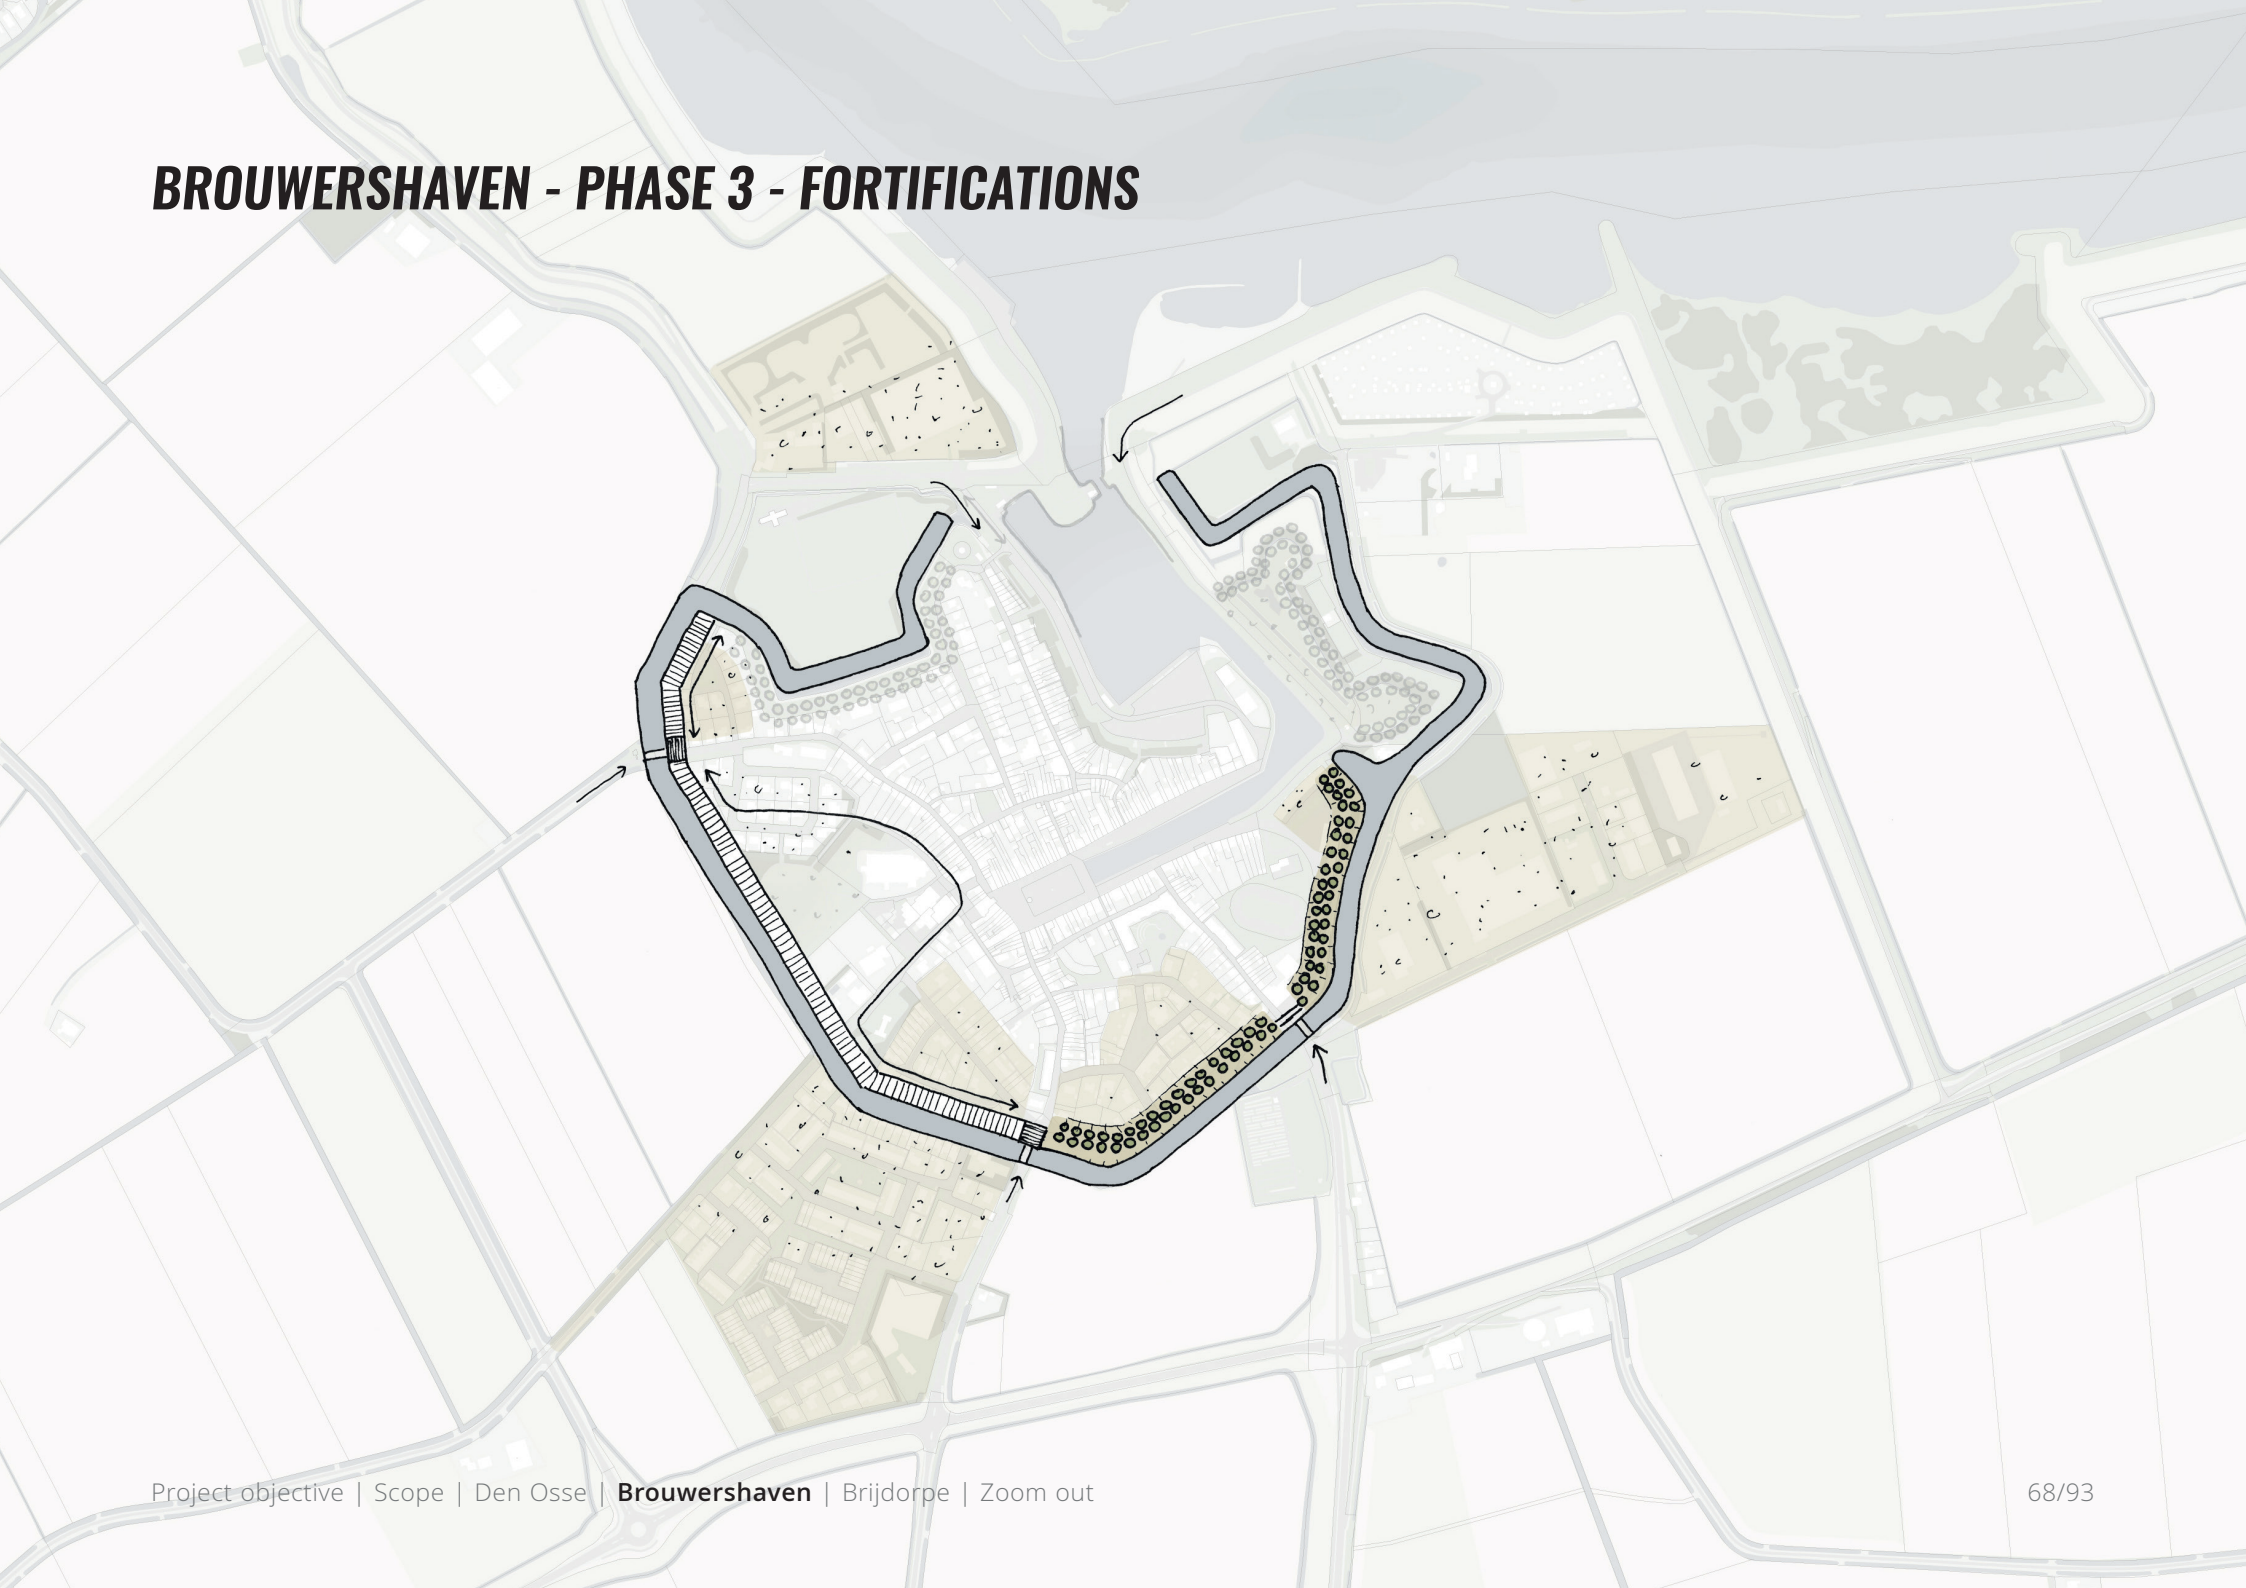 BROUWERSHAVEN - PHASE 3 - FORTIFICATIONS
Project objective | Scope | Den Osse | Brouwershaven | Brijdorpe | Zoom out
68/93